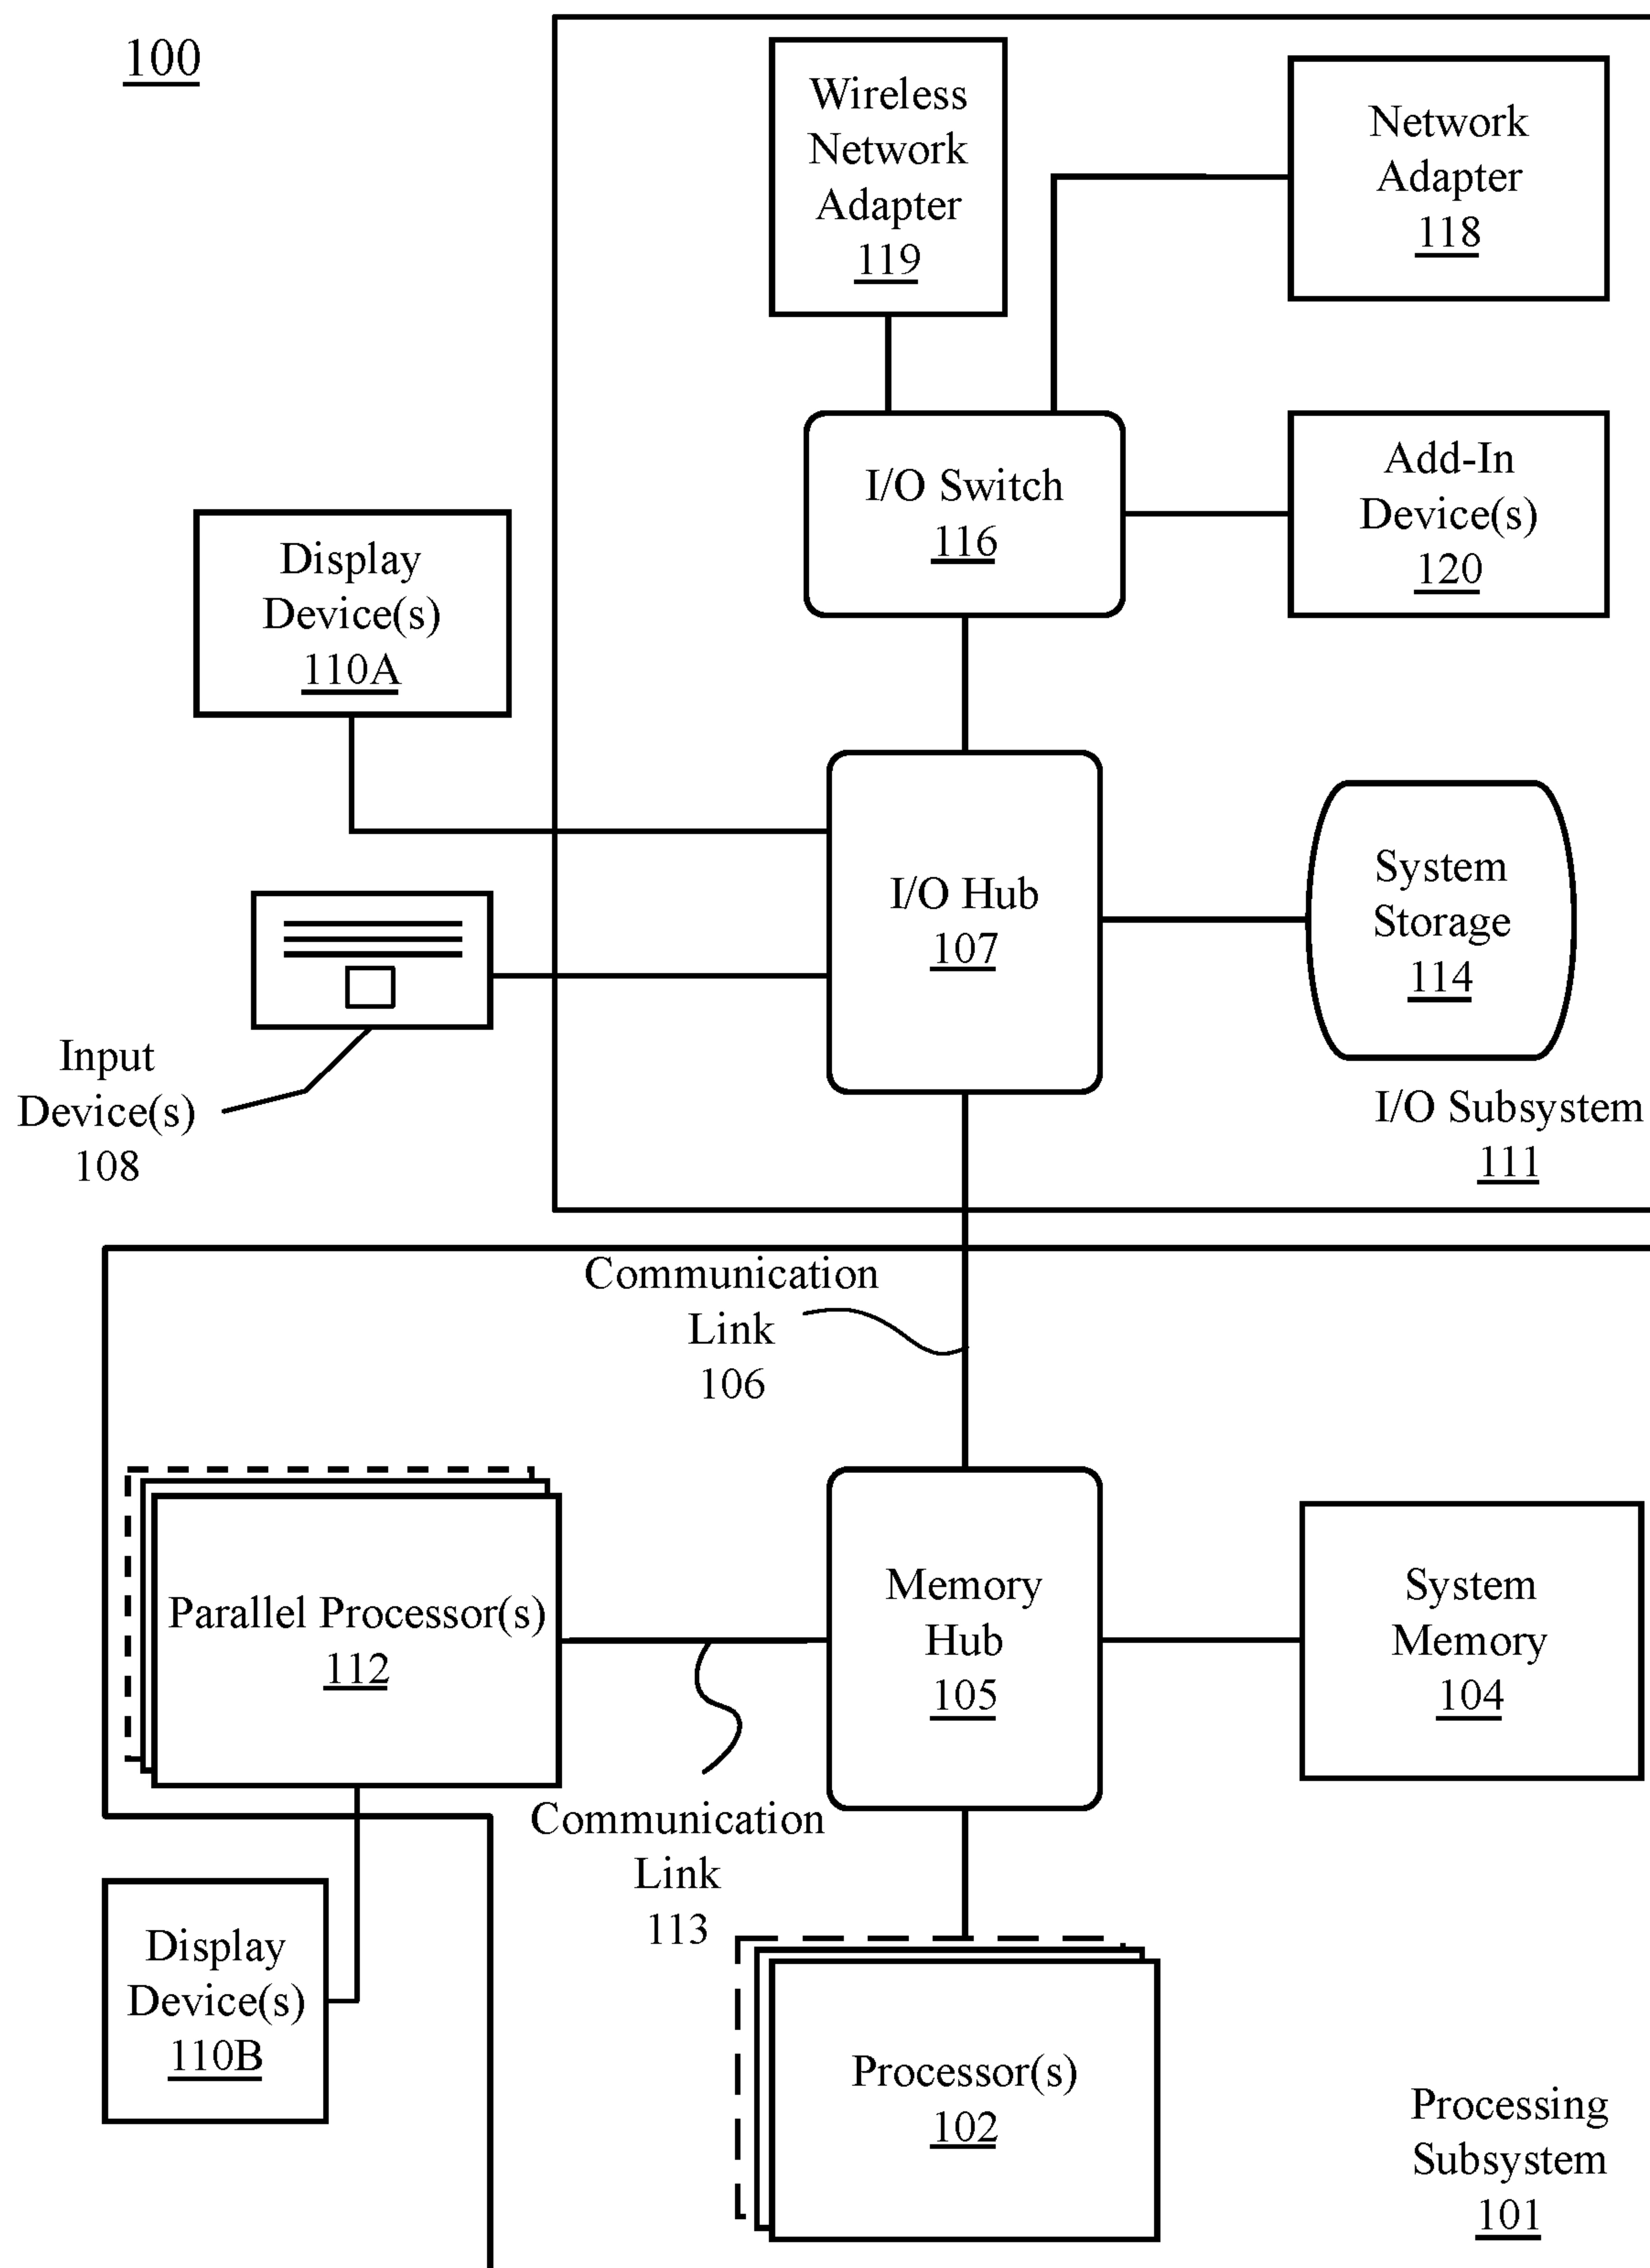 100
Wireless
Network
Adapter
119
Network
Adapter
118
I/O Switch
116
Add-In
Device(s)
120
Display
Device(s)
110A
I/O Hub
107
System
Storage
114
Input
Device(s)
108
I/O Subsystem
111
Communication
Link
106
Parallel Processor(s)
112
Memory
Hub
105
System
Memory
104
Communication
Link
113
Display
Device(s)
110B
Processor(s)
102
Processing
Subsystem
101